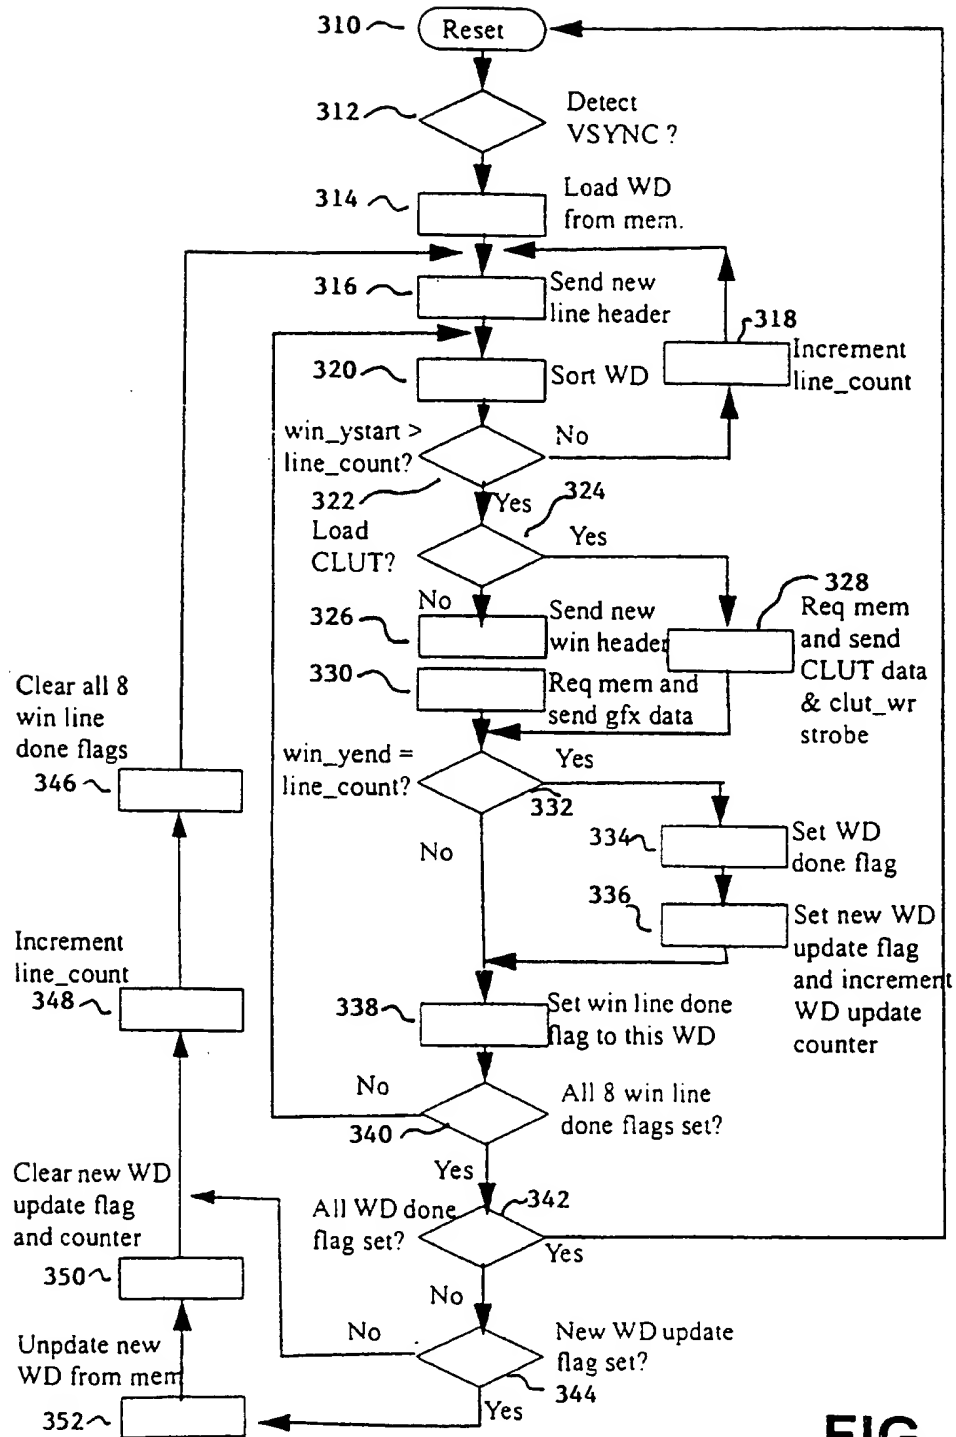 310
Reset
312
Detect
VSYNC ?
314
Load WD
from mem.
316
Send new
line header
318
Increment
line_count
320
Sort WD
win_ystart >
line_count?
No
322
Yes
324
Load
CLUT?
Yes
No
326
Send new
win header
328
Req mem
and send
CLUT data
& clut_wr
strobe
330
Req mem and
send gfx data
Clear all 8
win line
done flags
346
win_yend =
line_count?
Yes
332
No
334
Set WD
done flag
336
Set new WD
update flag
and increment
WD update
counter
Increment
line_count
348
338
Set win line done
flag to this WD
No
340
All 8 win line
done flags set?
Yes
Clear new WD
update flag
and counter
350
All WD done
flag set?
342
Yes
No
No
New WD update
flag set?
344
Yes
Unpdate new
WD from mem
352
FIG